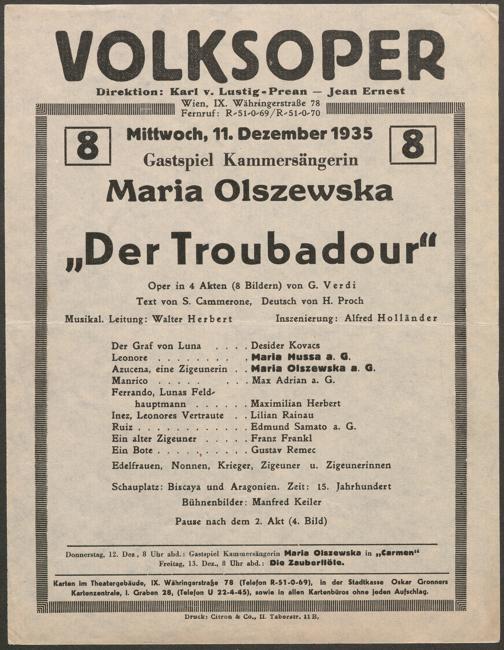 VOLKSOPER
Direktion: Karl v. Lustig-Prean — Jean Ernest
Wien, IX. Währingerstraße 78
Fernruf: R-51-0-69/R-51-0-70
8 Mittwoch, 11. Dezember 1935 8
Gastspiel Kammersängerin
Maria Olszewska
„Der Troubadour“
Oper in 4 Akten (8 Bildern) von G. Verdi
Text von S. Cammerone, Deutsch von H. Proch
Musikal. Leitung: Walter Herbert Inszenierung: Alfred Holländer
Der Graf von Luna . . . . Desider Kovacs
Leonore . . . . . . . . . . Maria Hussa a. G.
Azucena, eine Zigeunerin . . Maria Olszewska a. G.
Manrico . . . . . . . . Max Adrian a. G.
Ferrando, Lunas Feld-
hauptmann . . . . . . Maximilian Herbert
Inez, Leonores Vertraute . . Lilian Rainau
Ruiz . . . . . . . . . . Edmund Samato a. G.
Ein alter Zigeuner . . . . Franz Frankl
Ein Bote . . . . . . . . . Gustav Remec
Edelfrauen, Nonnen, Krieger, Zigeuner u. Zigeunerinnen
Schauplatz: Biscaya und Aragonien. Zeit: 15. Jahrhundert
Bühnenbilder: Manfred Keiler
Pause nach dem 2. Akt (4. Bild)
Donnerstag, 12. Dez., 8 Uhr abd.: Gastspiel Kammersängerin Maria Olszewska in „Carmen“
Freitag, 13. Dez., 8 Uhr abd.: Die Zauberflöte.
Karten im Theatergebäude, IX. Währingerstraße 78 (Telefon R-51-0-69), in der Stadtkasse Oskar Gronners
Kartenzentrale, I. Graben 28, (Telefon U 22-4-45), sowie in allen Kartenbüros ohne jeden Aufschlag.
Druck: Citron & Co., II. Taborstr. 11 B.